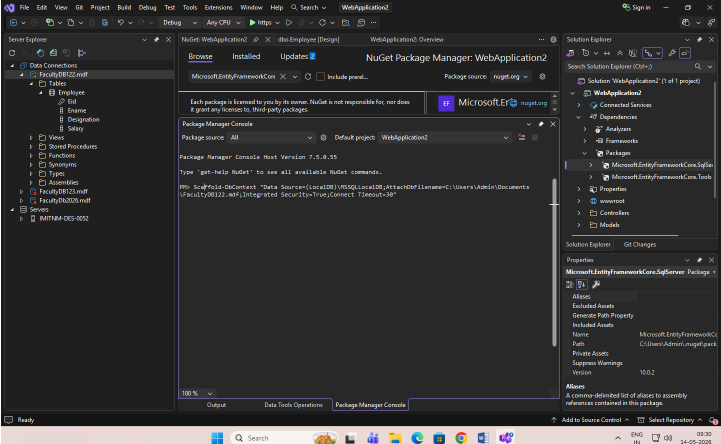 File Edit View Git Project Build Debug Test Tools Extensions Window Help Search WebApplication2 Sign in
Debug Any CPU https
Server Explorer
Data Connections
FacultyDB122.mdf
Tables
Employee
Eid
Ename
Designation
Salary
Views
Stored Procedures
Functions
Synonyms
Types
Assemblies
FacultyDB123.mdf
FacultyDb2026.mdf
Servers
IMITNM-DES-0052
NuGet: WebApplication2 dbo.Employee [Design] WebApplication2: Overview
Browse Installed Updates 2 NuGet Package Manager: WebApplication2
Microsoft.EntityFrameworkCore Include prerel... Package source: nuget.org
Each package is licensed to you by its owner. NuGet is not responsible for, nor does
it grant any licenses to, third-party packages.
EF Microsoft.En nuget.org
Package Manager Console
Package source: All Default project: WebApplication2
Package Manager Console Host Version 7.5.0.55
Type 'get-help NuGet' to see all available NuGet commands.
PM> Scaffold-DbContext "Data Source=(LocalDB)\MSSQLLocalDB;AttachDbFilename=C:\Users\Admin\Documents
\FacultyDB122.mdf;Integrated Security=True;Connect Timeout=30"
100 %
Output Data Tools Operations Package Manager Console
Solution Explorer
Search Solution Explorer (Ctrl+;)
Solution 'WebApplication2' (1 of 1 project)
WebApplication2
Connected Services
Dependencies
Analyzers
Frameworks
Packages
Microsoft.EntityFrameworkCore.SqlSe
Microsoft.EntityFrameworkCore.Tools
Properties
wwwroot
Controllers
Models
Solution Explorer Git Changes
Properties
Microsoft.EntityFrameworkCore.SqlServer Package
Aliases
Excluded Assets
Generate Path Property
Included Assets
Name Microsoft.EntityFrameworkCo
Path C:\Users\Admin\.nuget\pack
Private Assets
Suppress Warnings
Version 10.0.2
Aliases
A comma-delimited list of aliases to assembly
references contained in this package.
Ready Add to Source Control Select Repository
Search
ENG
IN
09:30
14-05-2026